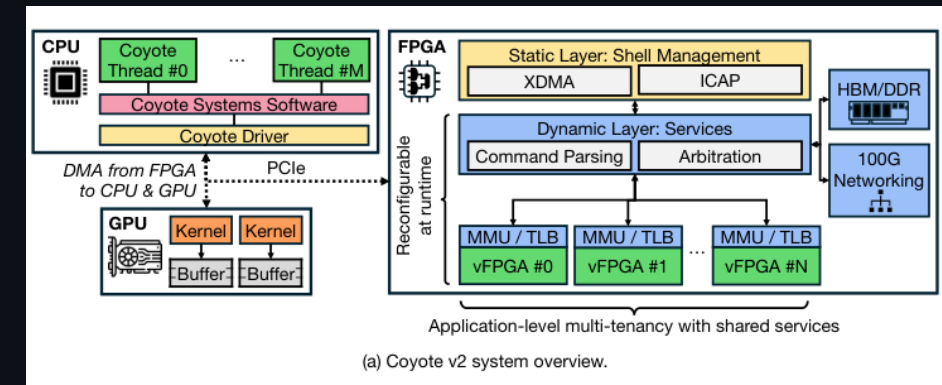 CPU
Coyote
Thread #0
...
Coyote
Thread #M
Coyote Systems Software
Coyote Driver
DMA from FPGA
to CPU & GPU
PCIe
GPU
Kernel
Kernel
Buffer
Buffer
FPGA
Static Layer: Shell Management
XDMA
ICAP
Reconfigurable
at runtime
Dynamic Layer: Services
Command Parsing
Arbitration
HBM/DDR
100G
Networking
MMU / TLB
vFPGA #0
MMU / TLB
vFPGA #1
...
MMU / TLB
vFPGA #N
Application-level multi-tenancy with shared services
(a) Coyote v2 system overview.